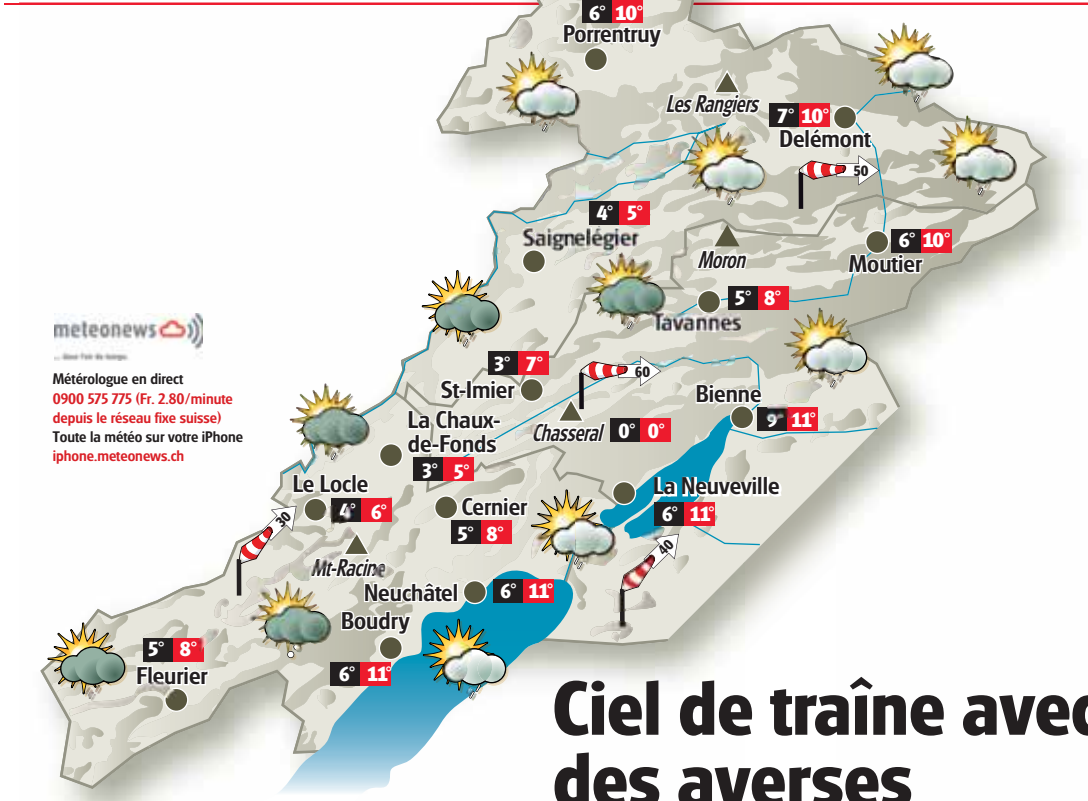 6° 10°
Porrentruy
Les Rangiers
7° 10°
Delémont
50
4° 5°
Saignelégier
Moron
6° 10°
Moutier
5° 8°
Tavannes
meteonews
... dans l'air du temps.
Métérologue en direct
0900 575 775 (Fr. 2.80/minute
depuis le réseau fixe suisse)
Toute la météo sur votre iPhone
iphone.meteonews.ch
3° 7°
St-Imier
60
Chasseral 0° 0°
Bienne
9° 11°
La Chaux-
de-Fonds
3° 5°
Le Locle
4° 6°
30
Mt-Racine
Cernier
5° 8°
La Neuveville
6° 11°
40
Neuchâtel 6° 11°
Boudry
6° 11°
5° 8°
Fleurier
Ciel de traîne avec
des averses